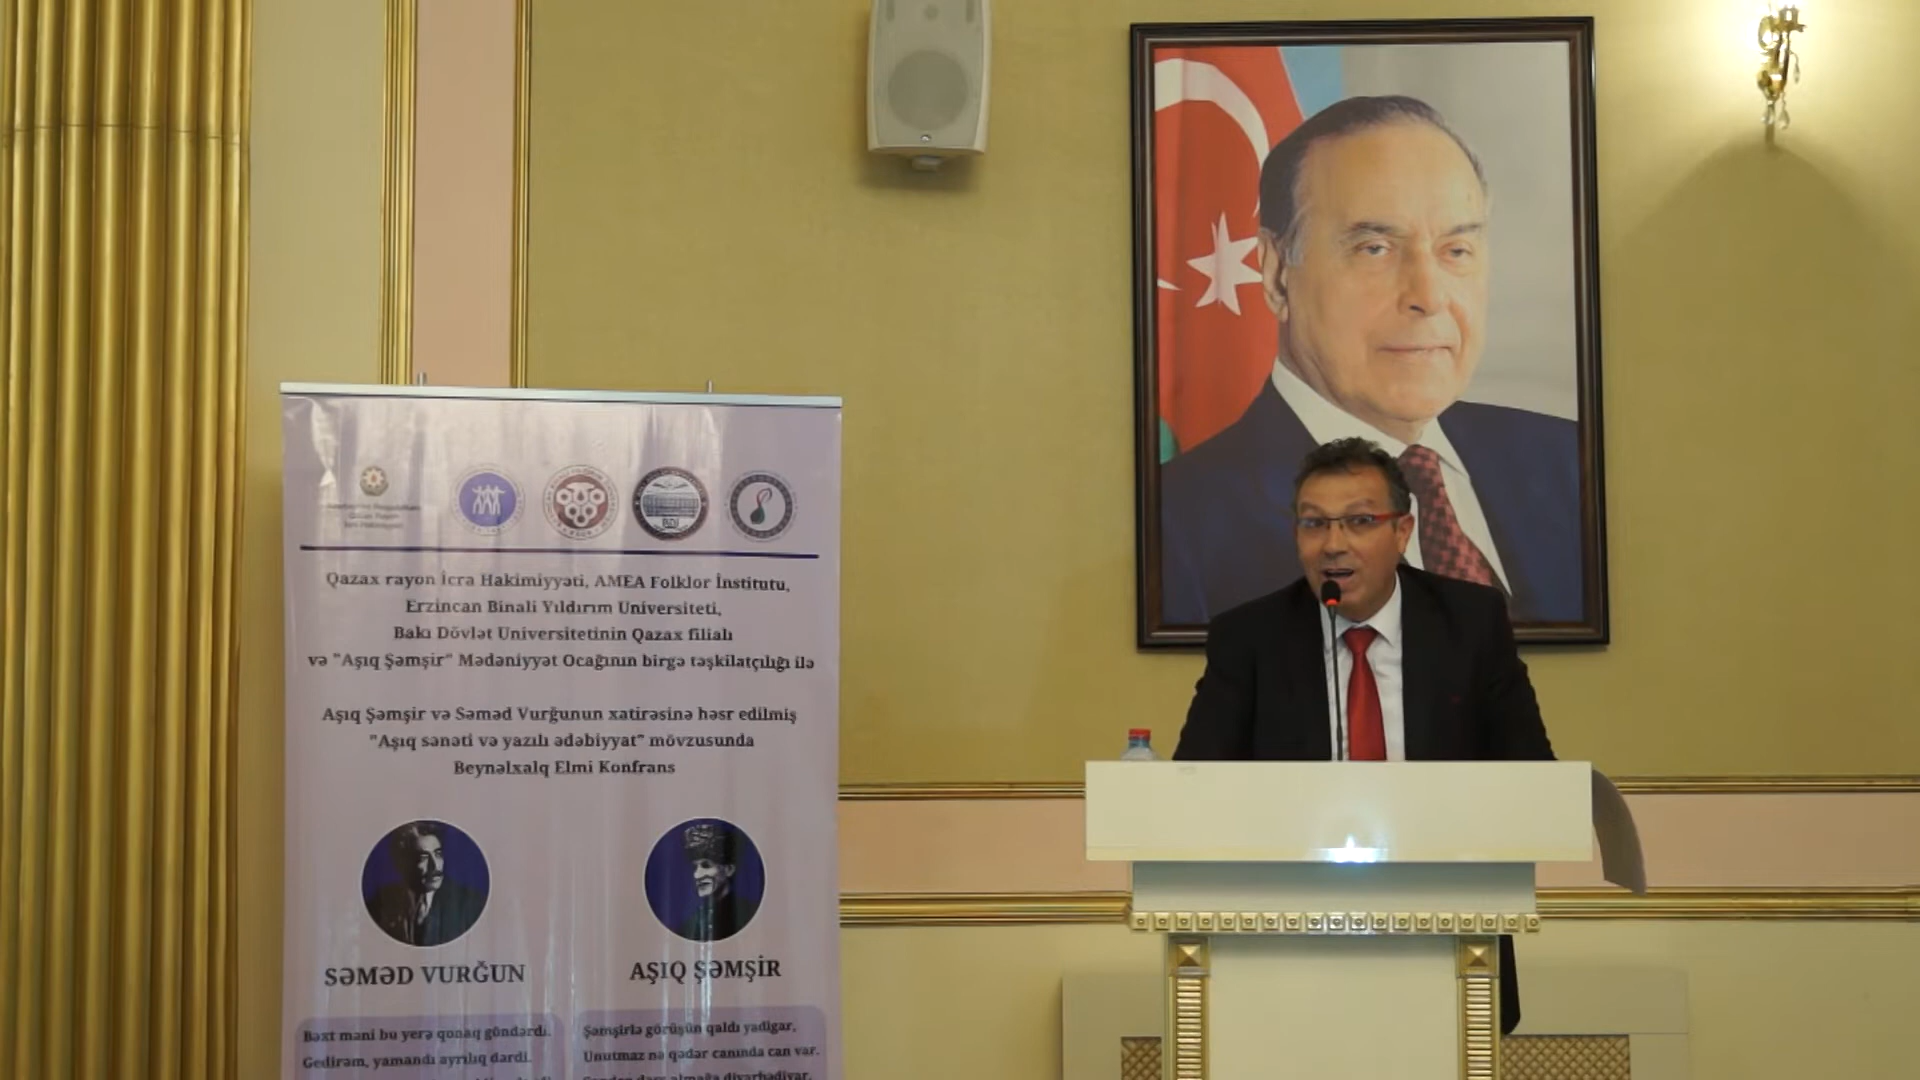 Qazax rayon İcra Hakimiyyəti, AMEA Folklor İnstitutu,
Erzincan Binali Yıldırım Universiteti,
Bakı Dövlət Universitetinin Qazax filialı
və "Aşıq Şəmşir" Mədəniyyət Ocağının birgə təşkilatçılığı ilə
Aşıq Şəmşir və Səməd Vurğunun xatirəsinə həsr edilmiş
"Aşıq sənəti və yazılı ədəbiyyat" mövzusunda
Beynəlxalq Elmi Konfrans
SƏMƏD VURĞUN
AŞIQ ŞƏMŞİR
Bəxt məni bu yerə qonaq göndərdi.
Gedirəm, yamandı ayrılıq dərdi.
Şəmşirlə görüşün qaldı yadigar,
Unutmaz nə qədər canında can var.